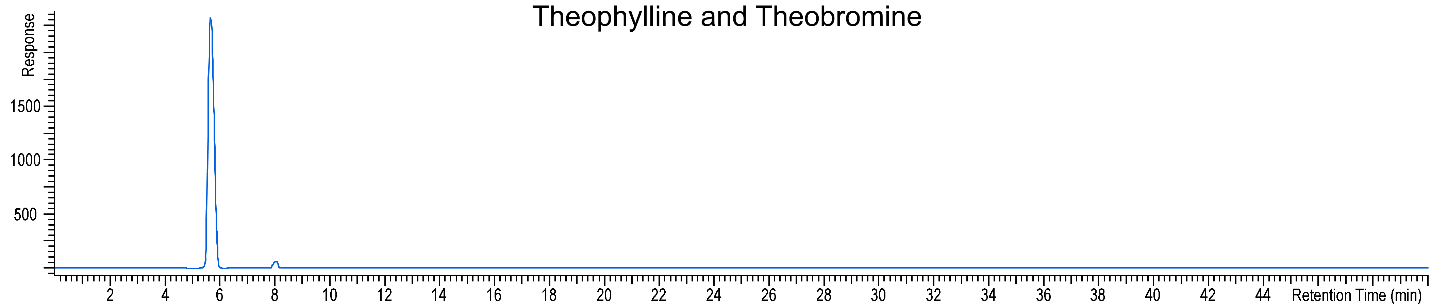 Theophylline and Theobromine
Response
1500
1000
500
2 4 6 8 10 12 14 16 18 20 22 24 26 28 30 32 34 36 38 40 42 44 Retention Time (min)